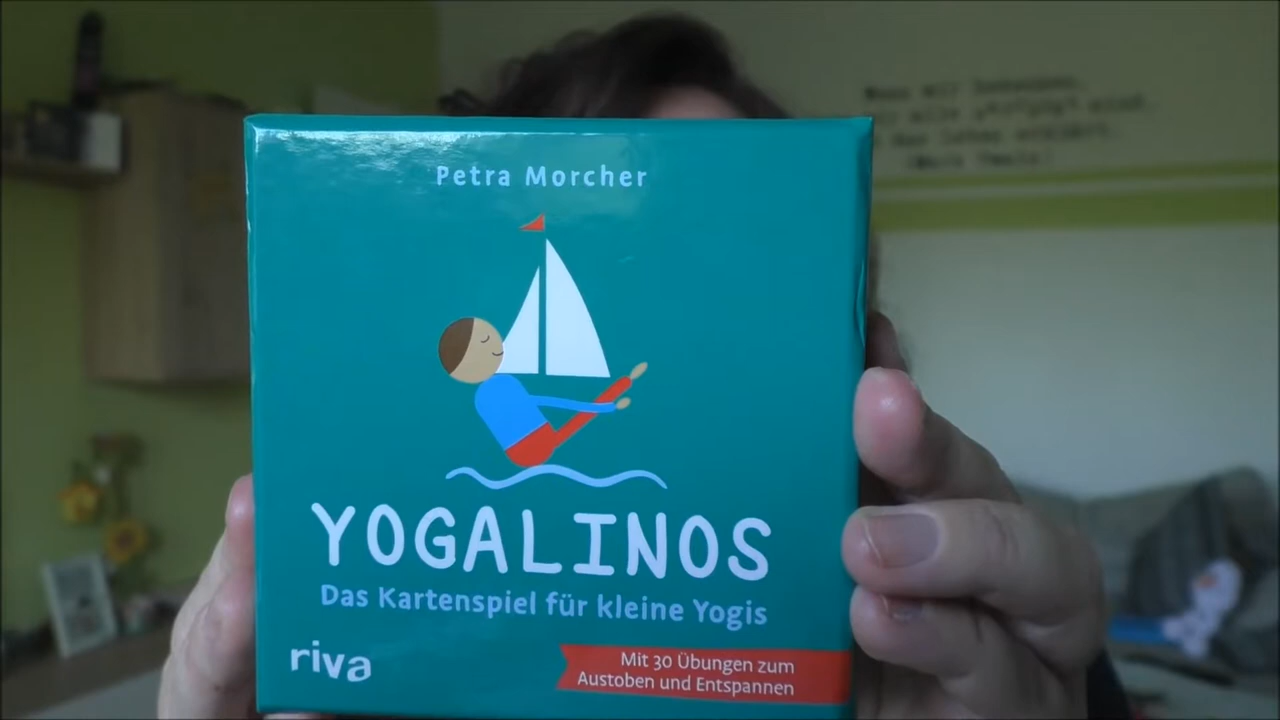 Petra Morcher
YOGALINOS
Das Kartenspiel für kleine Yogis
riva
Mit 30 Übungen zum
Austoben und Entspannen